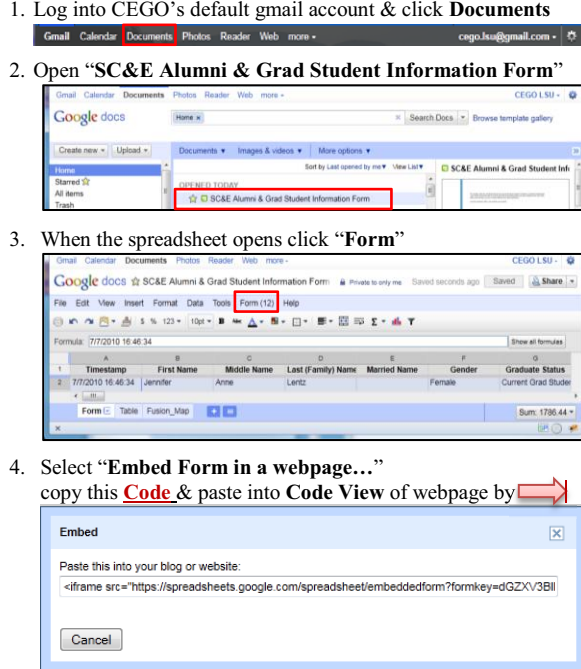 1. Log into CEGO's default gmail account & click Documents
Gmail Calendar Documents Photos Reader Web more cego.lsu@gmail.com
2. Open "SC&E Alumni & Grad Student Information Form"
Gmail Calendar Documents Photos Reader Web more CEGO LSU
Google docs Home × Search Docs Browse template gallery
Create new Upload Documents Images & videos More options
Sort by Last opened by me View List SC&E Alumni & Grad Student Inf
Home
Starred OPENED TODAY
All items SC&E Alumni & Grad Student Information Form
Trash
3. When the spreadsheet opens click "Form"
Gmail Calendar Documents Photos Reader Web more CEGO LSU
Google docs SC&E Alumni & Grad Student Information Form Private to only me Saved seconds ago Saved Share
File Edit View Insert Format Data Tools Form (12) Help
$ % 123 10pt B Abc A Σ T
Formula: 7/7/2010 16:46:34 Show all formulas
A B C D E F G
1 Timestamp First Name Middle Name Last (Family) Name Married Name Gender Graduate Status
2 7/7/2010 16:46:34 Jennifer Anne Lentz Female Current Grad Studer
Form Table Fusion_Map + Sum: 1786.44
4. Select "Embed Form in a webpage…"
copy this Code & paste into Code View of webpage by
Embed
Paste this into your blog or website:
<iframe src="https://spreadsheets.google.com/spreadsheet/embeddedform?formkey=dGZXV3BII
Cancel